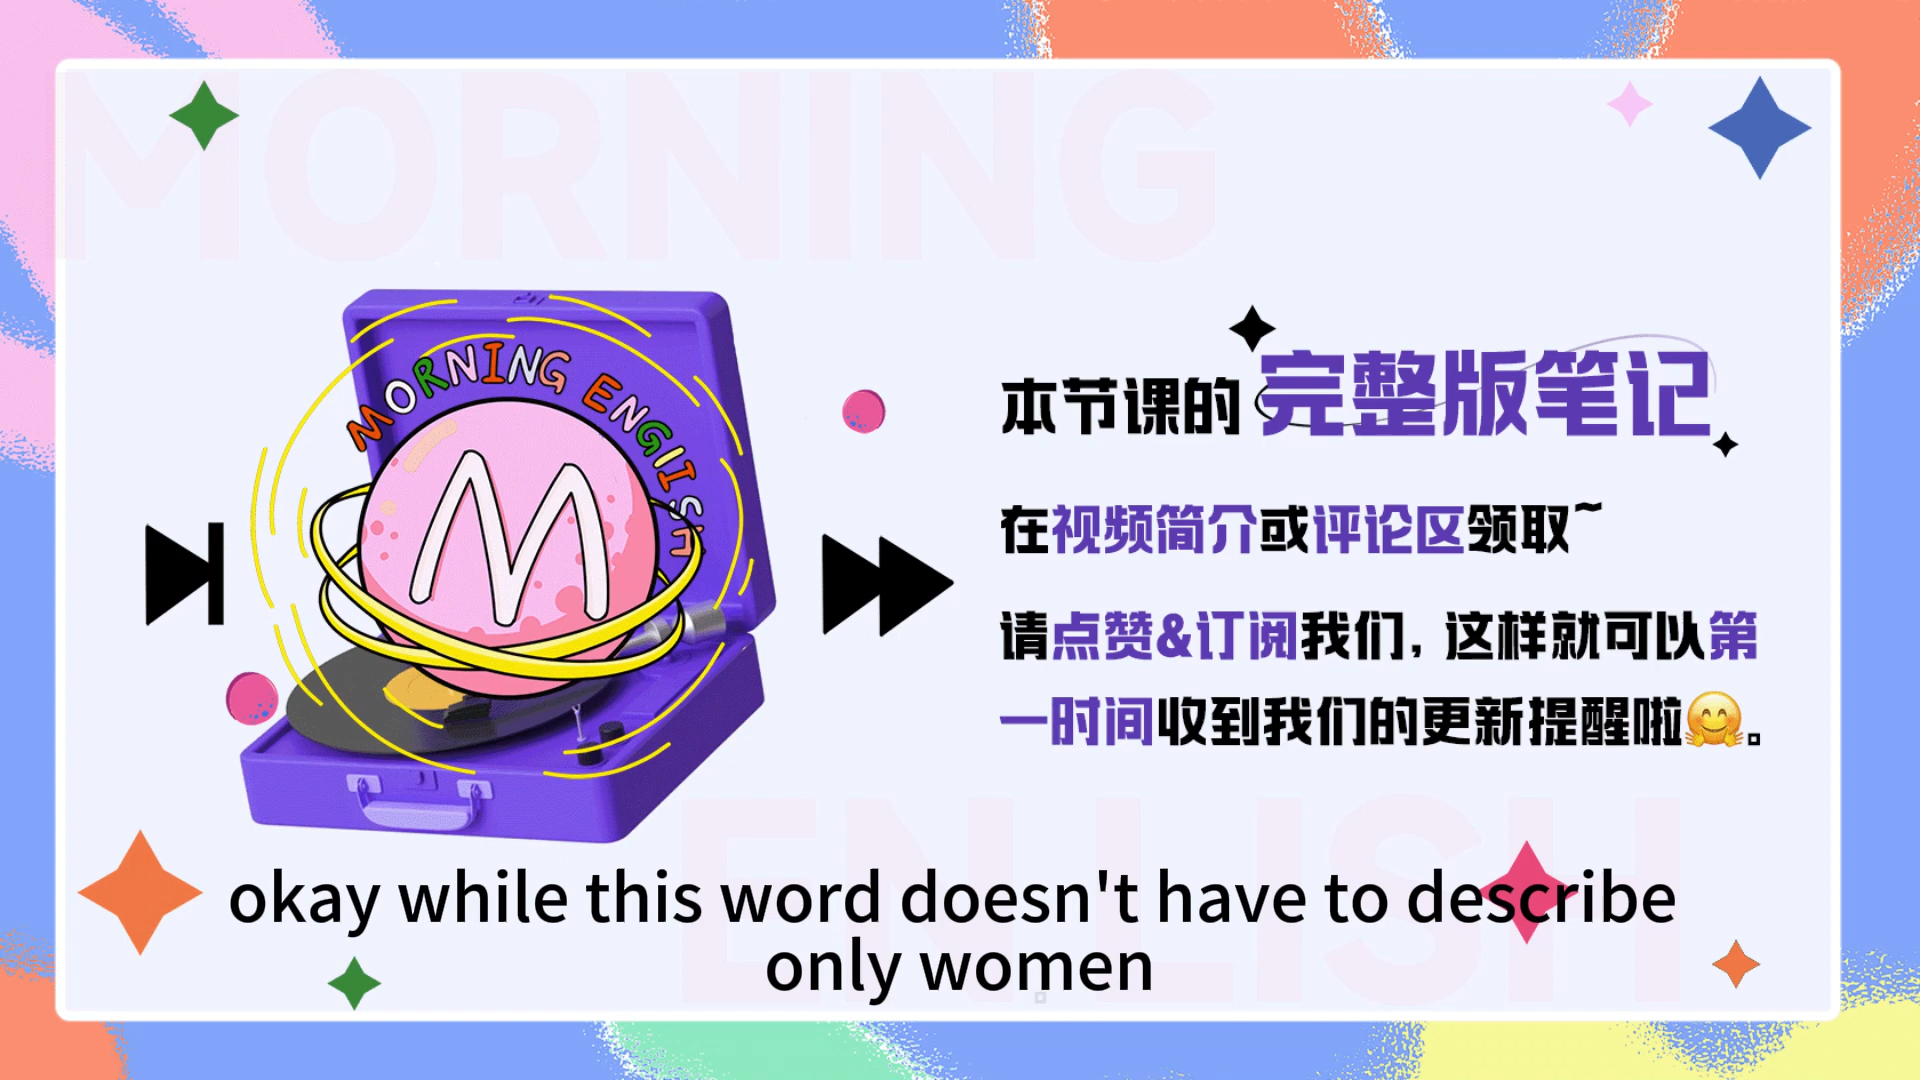 MORNING
MORNING ENGlISH
M
本节课的 完整版笔记
在视频简介或评论区领取~
请点赞&订阅我们, 这样就可以第
一时间收到我们的更新提醒啦🤗。
EN LISH
okay while this word doesn't have to describe
only women